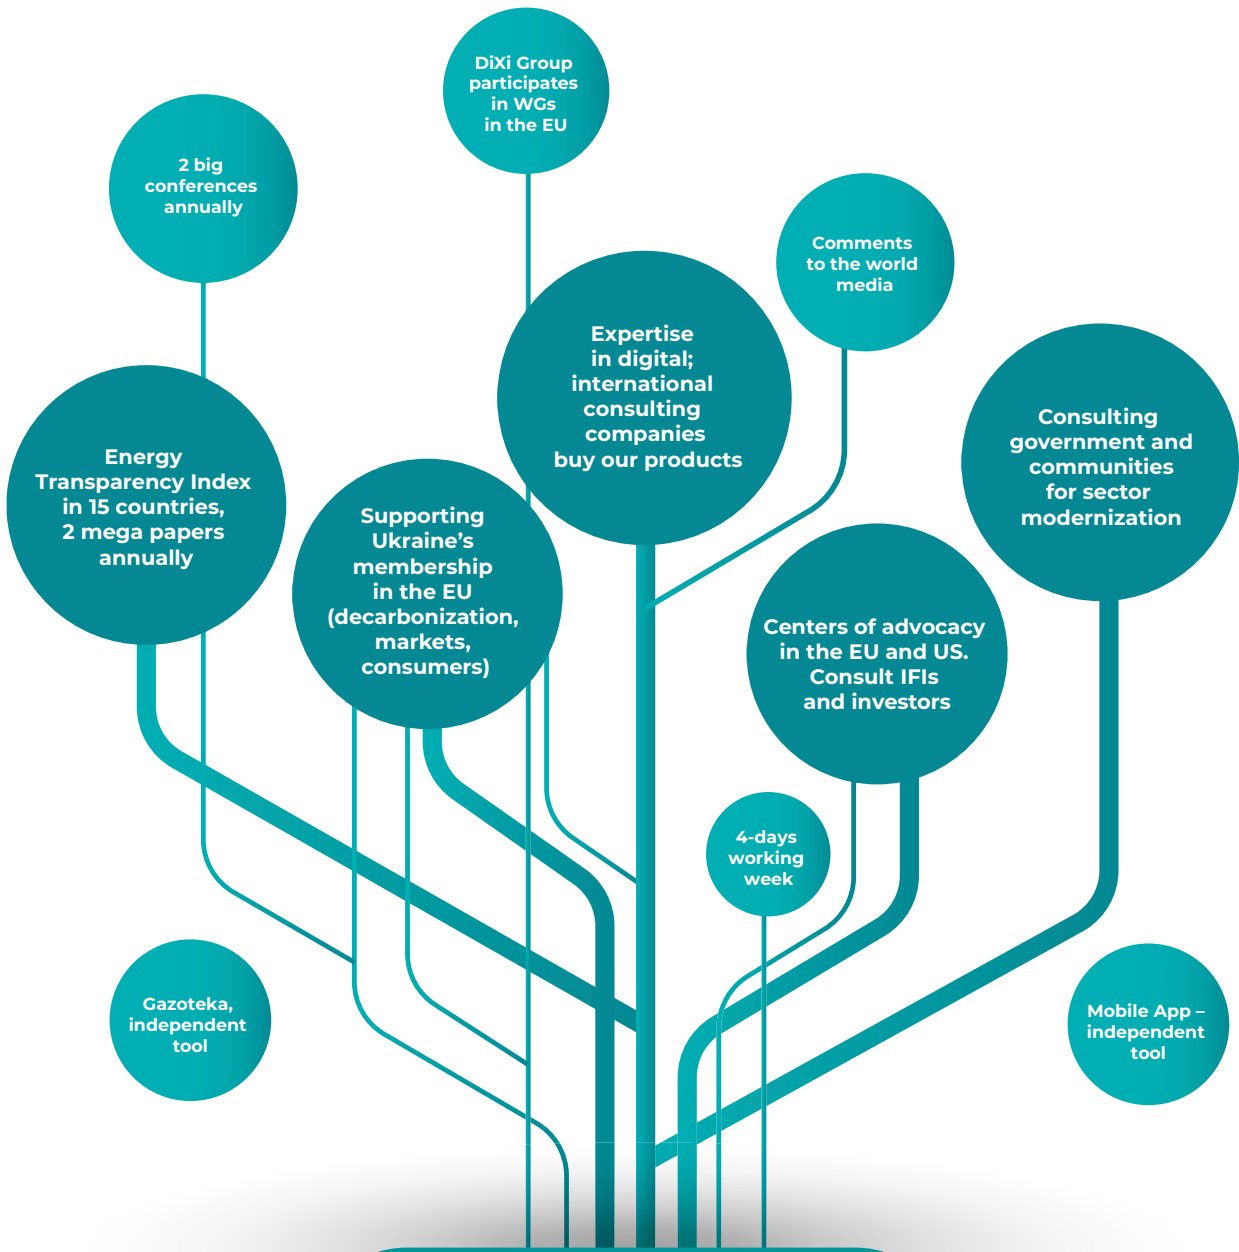 DiXi Group
participates
in WGs
in the EU
2 big
conferences
annually
Comments
to the world
media
Expertise
in digital;
international
consulting
companies
buy our products
Consulting
government and
communities
for sector
modernization
Energy
Transparency Index
in 15 countries,
2 mega papers
annually
Supporting
Ukraine’s
membership
in the EU
(decarbonization,
markets,
consumers)
Centers of advocacy
in the EU and US.
Consult IFIs
and investors
4-days
working
week
Gazoteka,
independent
tool
Mobile App –
independent
tool